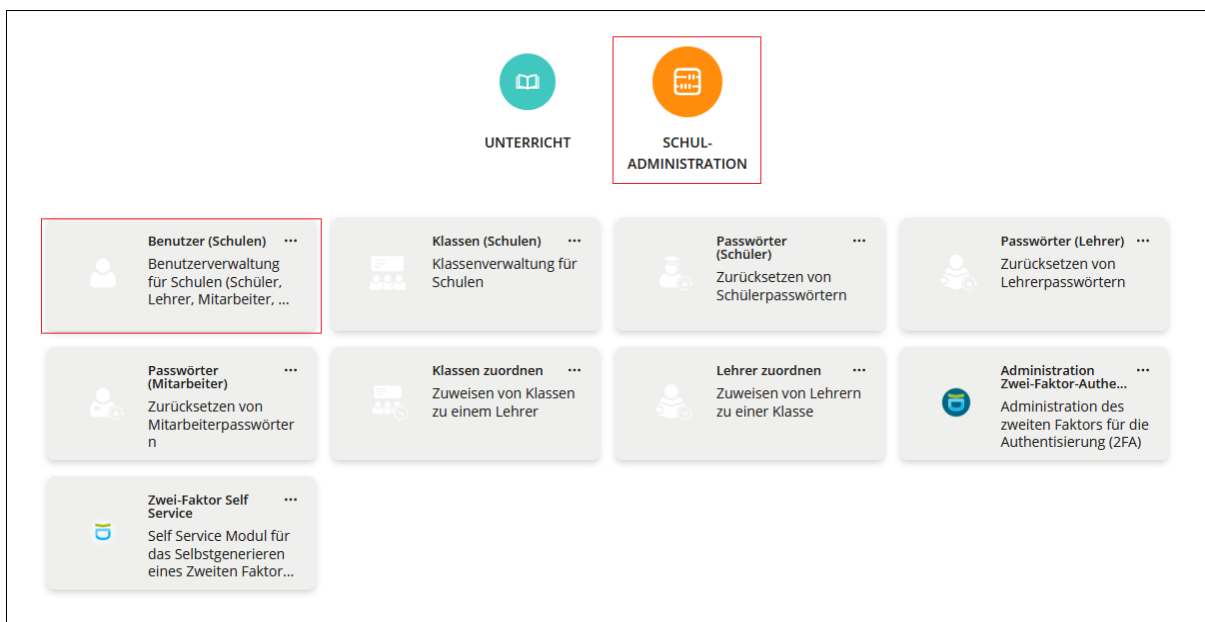 UNTERRICHT
SCHUL-
ADMINISTRATION
Benutzer (Schulen) ...
Benutzerverwaltung
für Schulen (Schüler,
Lehrer, Mitarbeiter, ...
Klassen (Schulen) ...
Klassenverwaltung für
Schulen
Passwörter ...
(Schüler)
Zurücksetzen von
Schülerpasswörtern
Passwörter (Lehrer) ...
Zurücksetzen von
Lehrerpasswörtern
Passwörter ...
(Mitarbeiter)
Zurücksetzen von
Mitarbeiterpasswörter
n
Klassen zuordnen ...
Zuweisen von Klassen
zu einem Lehrer
Lehrer zuordnen ...
Zuweisen von Lehrern
zu einer Klasse
Administration ...
Zwei-Faktor-Authe...
Administration des
zweiten Faktors für die
Authentisierung (2FA)
Zwei-Faktor Self ...
Service
Self Service Modul für
das Selbstgenerieren
eines Zweiten Faktor...